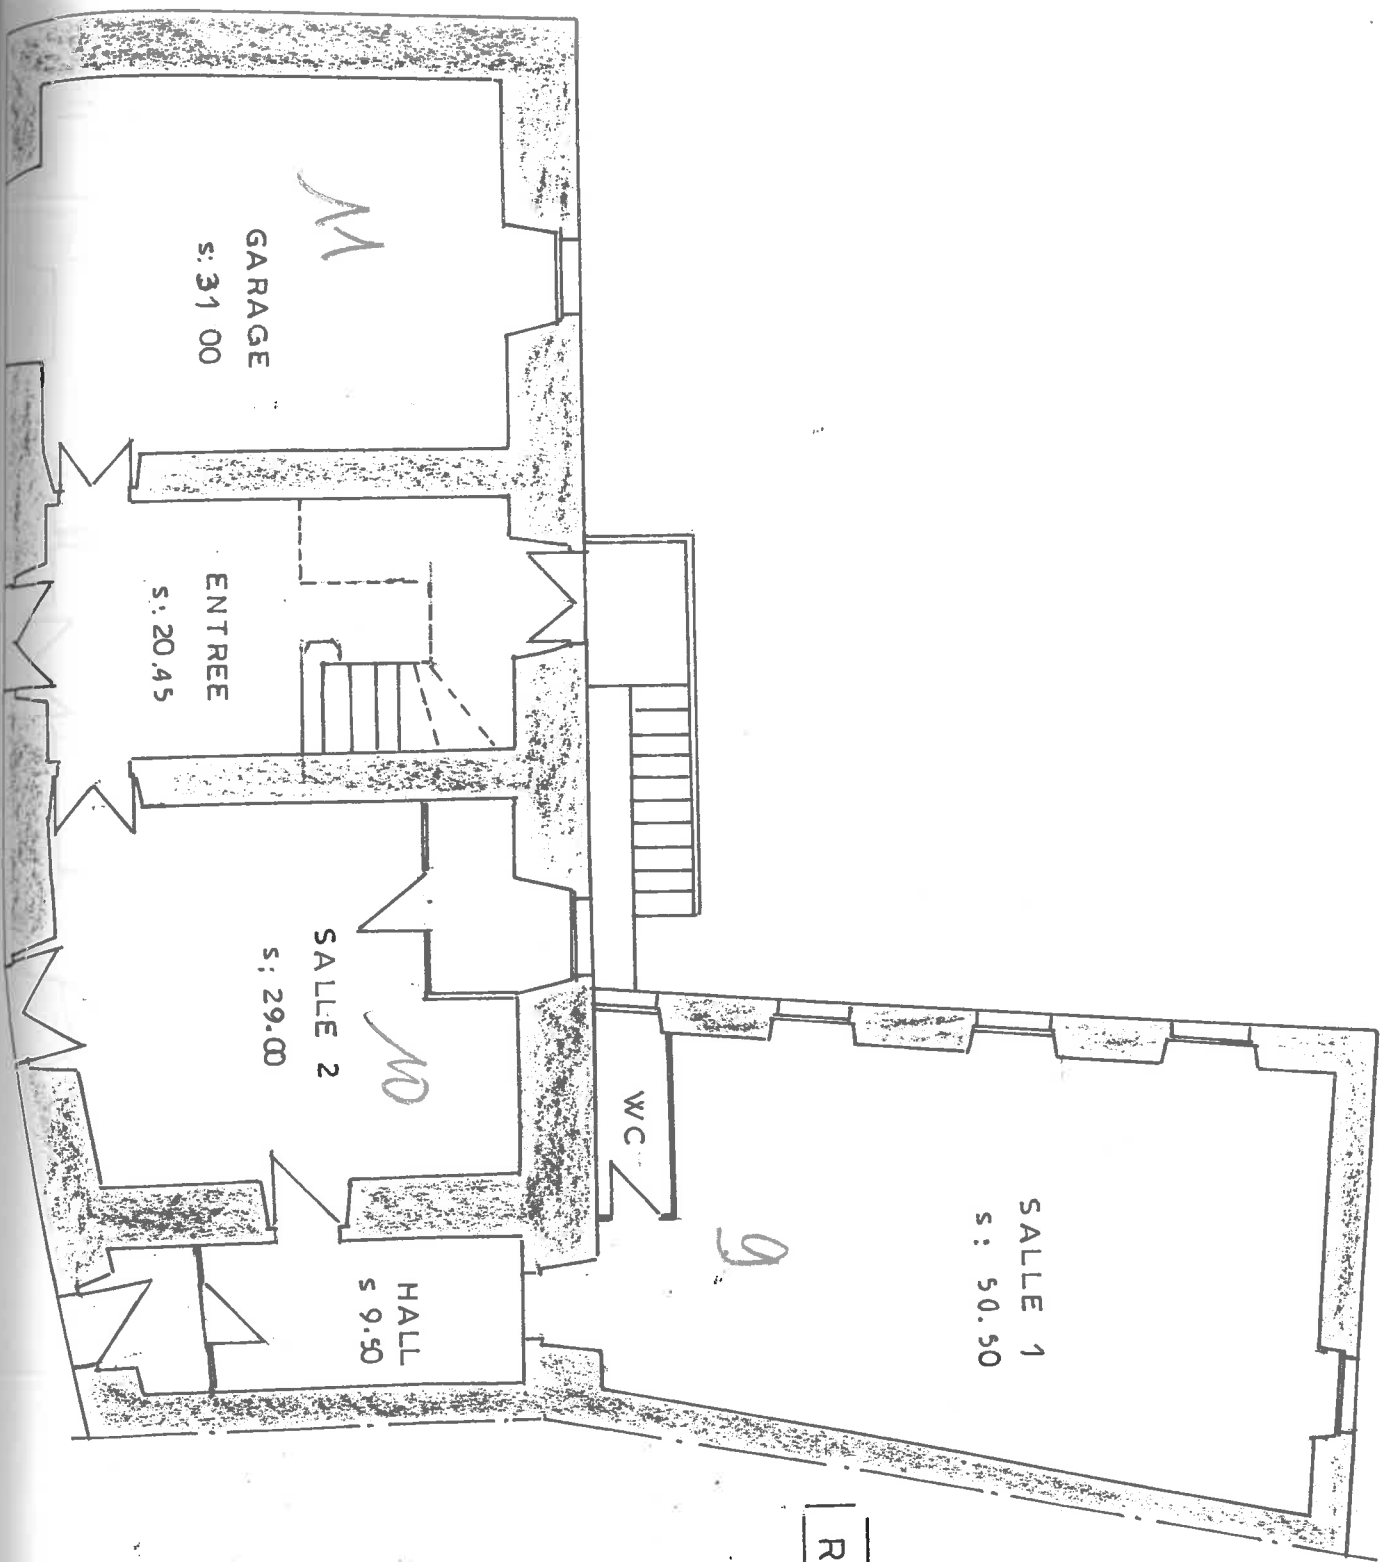 11
GARAGE
s: 31 00
ENTREE
s: 20.45
SALLE 2
s: 29.00
10
WC
9
SALLE 1
s: 50.50
HALL
s 9.50
R